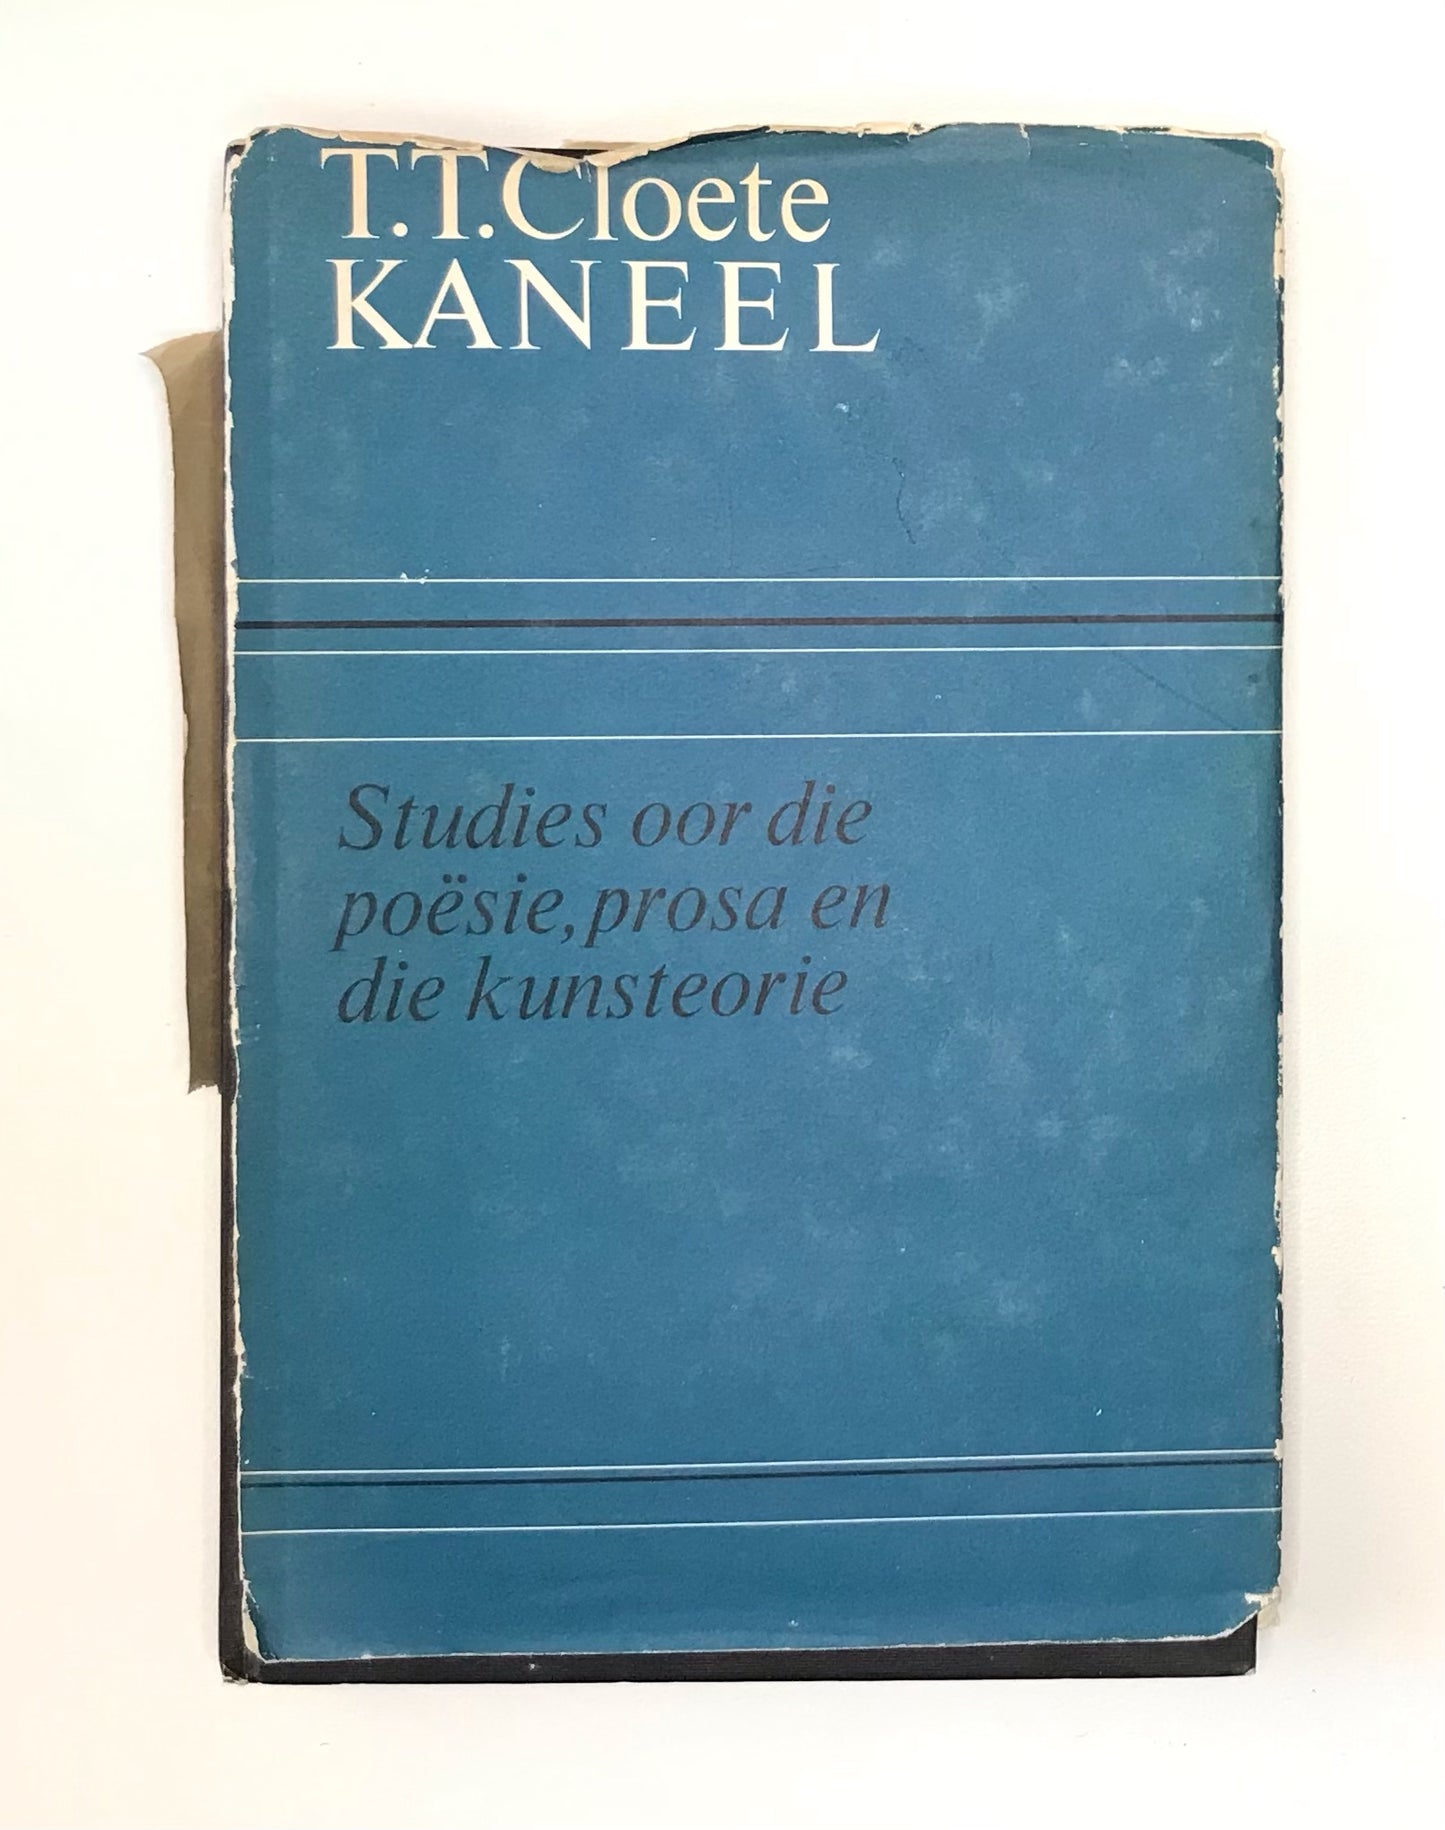 T.T.Cloete
KANEEL
Studies oor die
poësie, prosa en
die kunsteorie